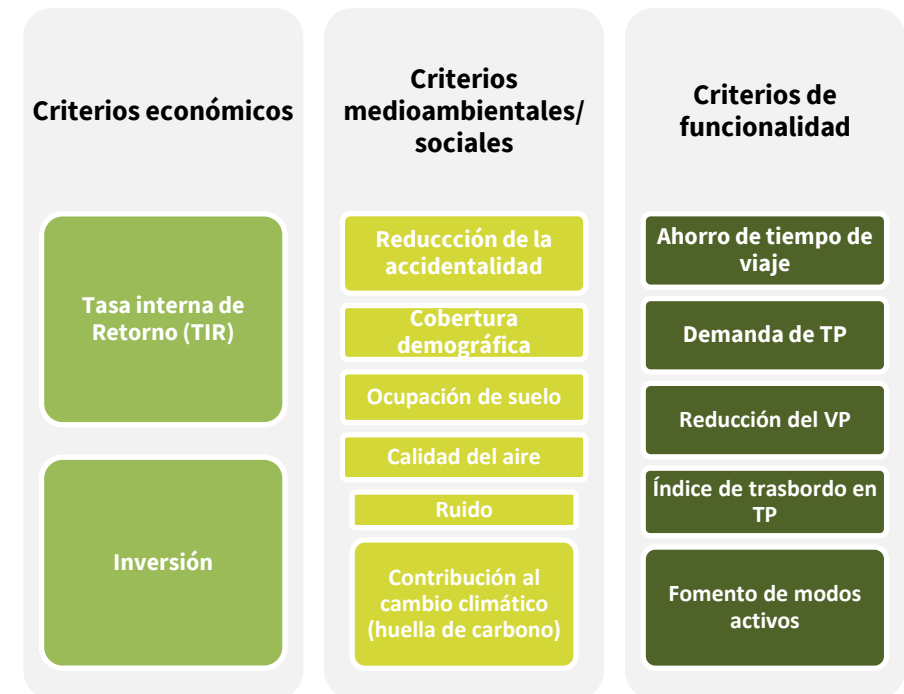 Criterios económicos
Tasa interna de
Retorno (TIR)
Inversión
Criterios
medioambientales/
sociales
Reduccción de la
accidentalidad
Cobertura
demográfica
Ocupación de suelo
Calidad del aire
Ruido
Contribución al
cambio climático
(huella de carbono)
Criterios de
funcionalidad
Ahorro de tiempo de
viaje
Demanda de TP
Reducción del VP
Índice de trasbordo en
TP
Fomento de modos
activos